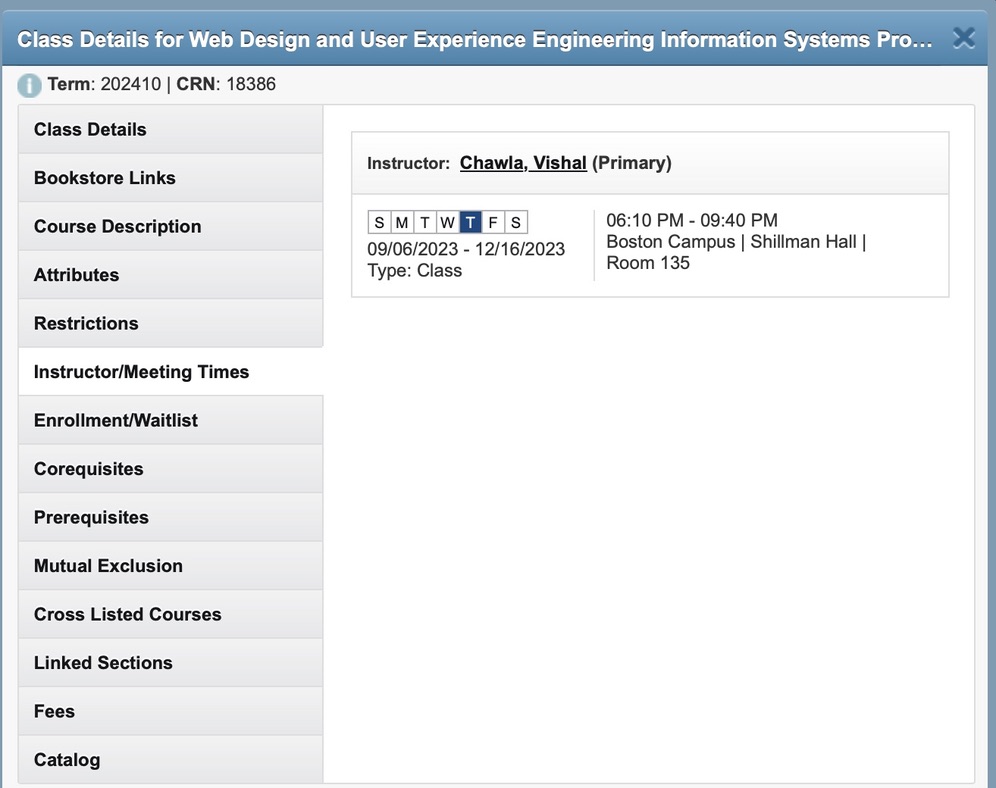 Class Details for Web Design and User Experience Engineering Information Systems Pro...
Term: 202410 | CRN: 18386
Class Details
Bookstore Links
Course Description
Attributes
Restrictions
Instructor/Meeting Times
Enrollment/Waitlist
Corequisites
Prerequisites
Mutual Exclusion
Cross Listed Courses
Linked Sections
Fees
Catalog
Instructor: Chawla, Vishal (Primary)
S M T W T F S
09/06/2023 - 12/16/2023
Type: Class
06:10 PM - 09:40 PM
Boston Campus | Shillman Hall |
Room 135